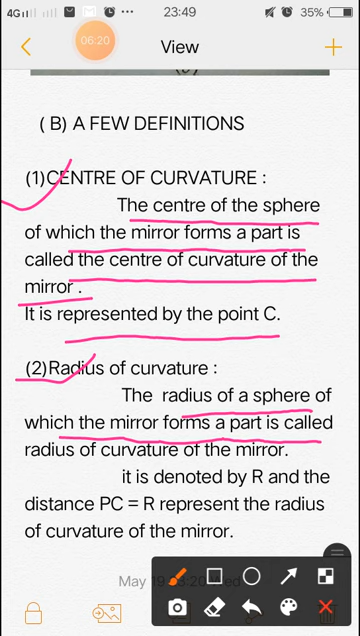 4G
23:49
35%
06:20
View
( B) A FEW DEFINITIONS
(1)CENTRE OF CURVATURE :
The centre of the sphere
of which the mirror forms a part is
called the centre of curvature of the
mirror .
It is represented by the point C.
(2)Radius of curvature :
The radius of a sphere of
which the mirror forms a part is called
radius of curvature of the mirror.
it is denoted by R and the
distance PC = R represent the radius
of curvature of the mirror.
May 19